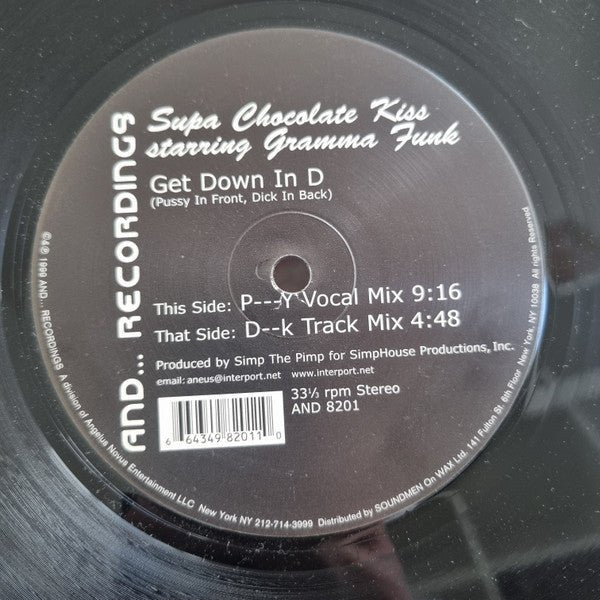 AND... RECORDINGS
Supa Chocolate Kiss
starring Gramma Funk
Get Down In D
(Pussy In Front, Dick In Back)
This Side: P---Y Vocal Mix 9:16
That Side: D--k Track Mix 4:48
Produced by Simp The Pimp for SimpHouse Productions, Inc.
email: aneus@interport.net www.interport.net
33⅓ rpm Stereo
AND 8201
6 64349 82011 0
©&℗ 1999 AND... RECORDINGS A division of Angelus Novus Entertainment LLC New York NY 212-714-3999 Distributed by SOUNDMEN On WAX Ltd. 141 Fulton St. 6th Floor New York, NY 10038 All rights Reserved